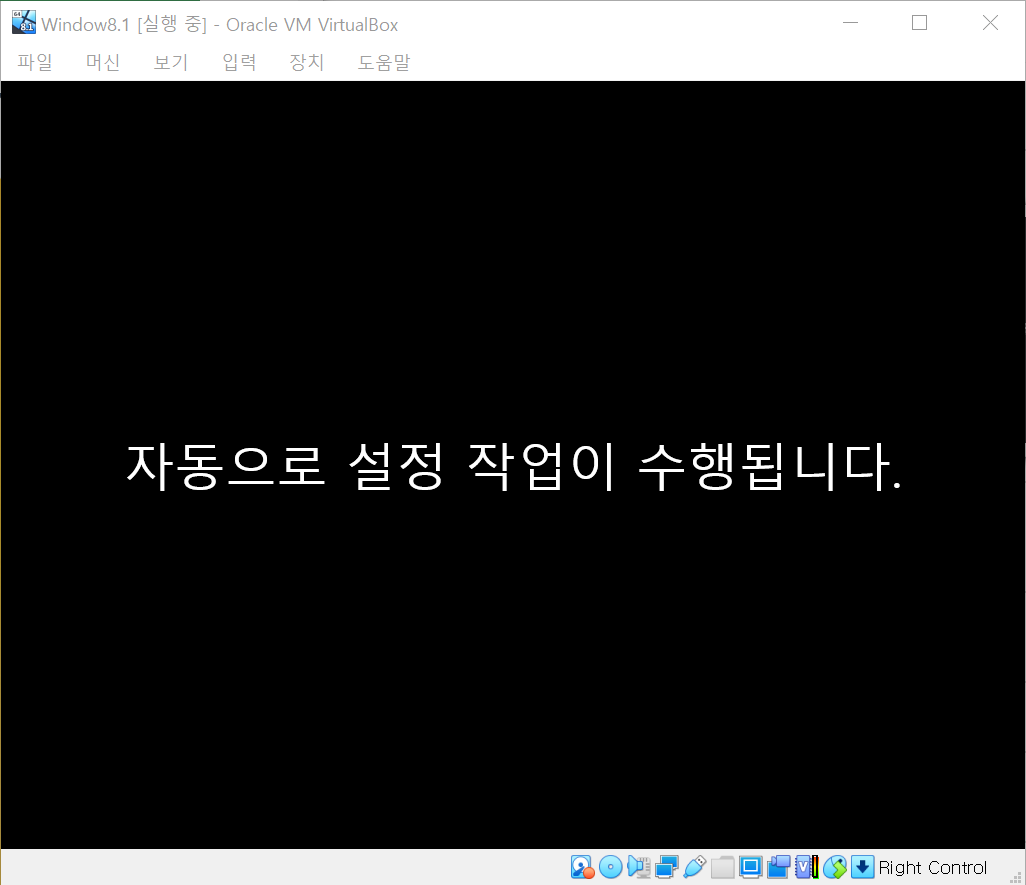 Window8.1 [실행 중] - Oracle VM VirtualBox
파일 머신 보기 입력 장치 도움말
자동으로 설정 작업이 수행됩니다.
Right Control